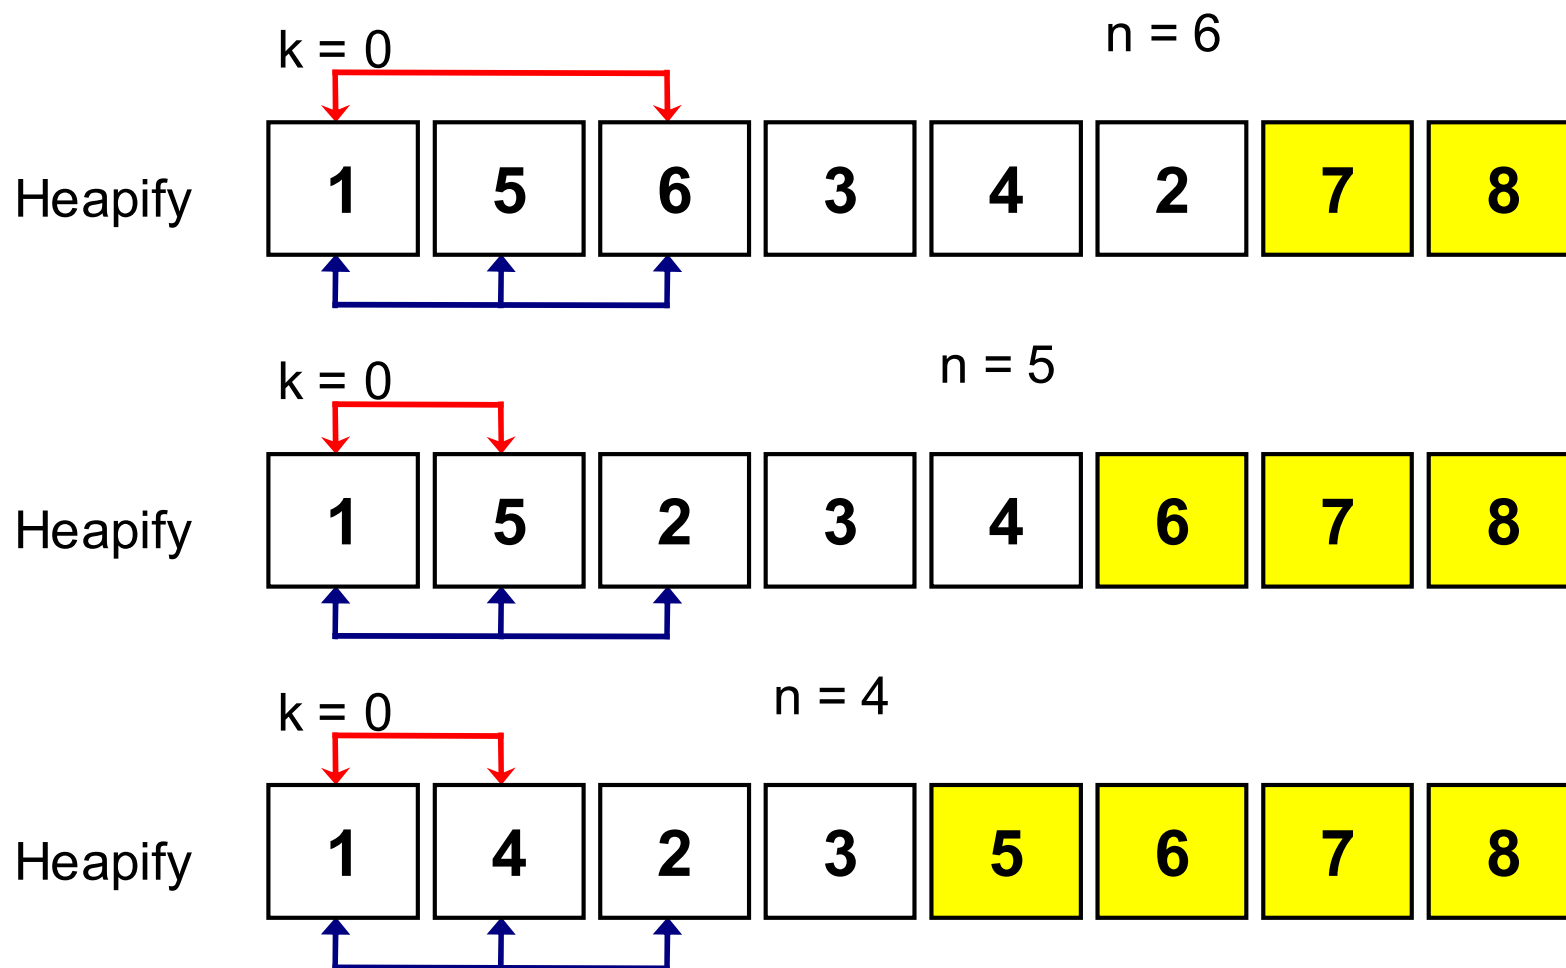 k = 0
n = 6
Heapify 1 5 6 3 4 2 7 8
k = 0
n = 5
Heapify 1 5 2 3 4 6 7 8
k = 0
n = 4
Heapify 1 4 2 3 5 6 7 8